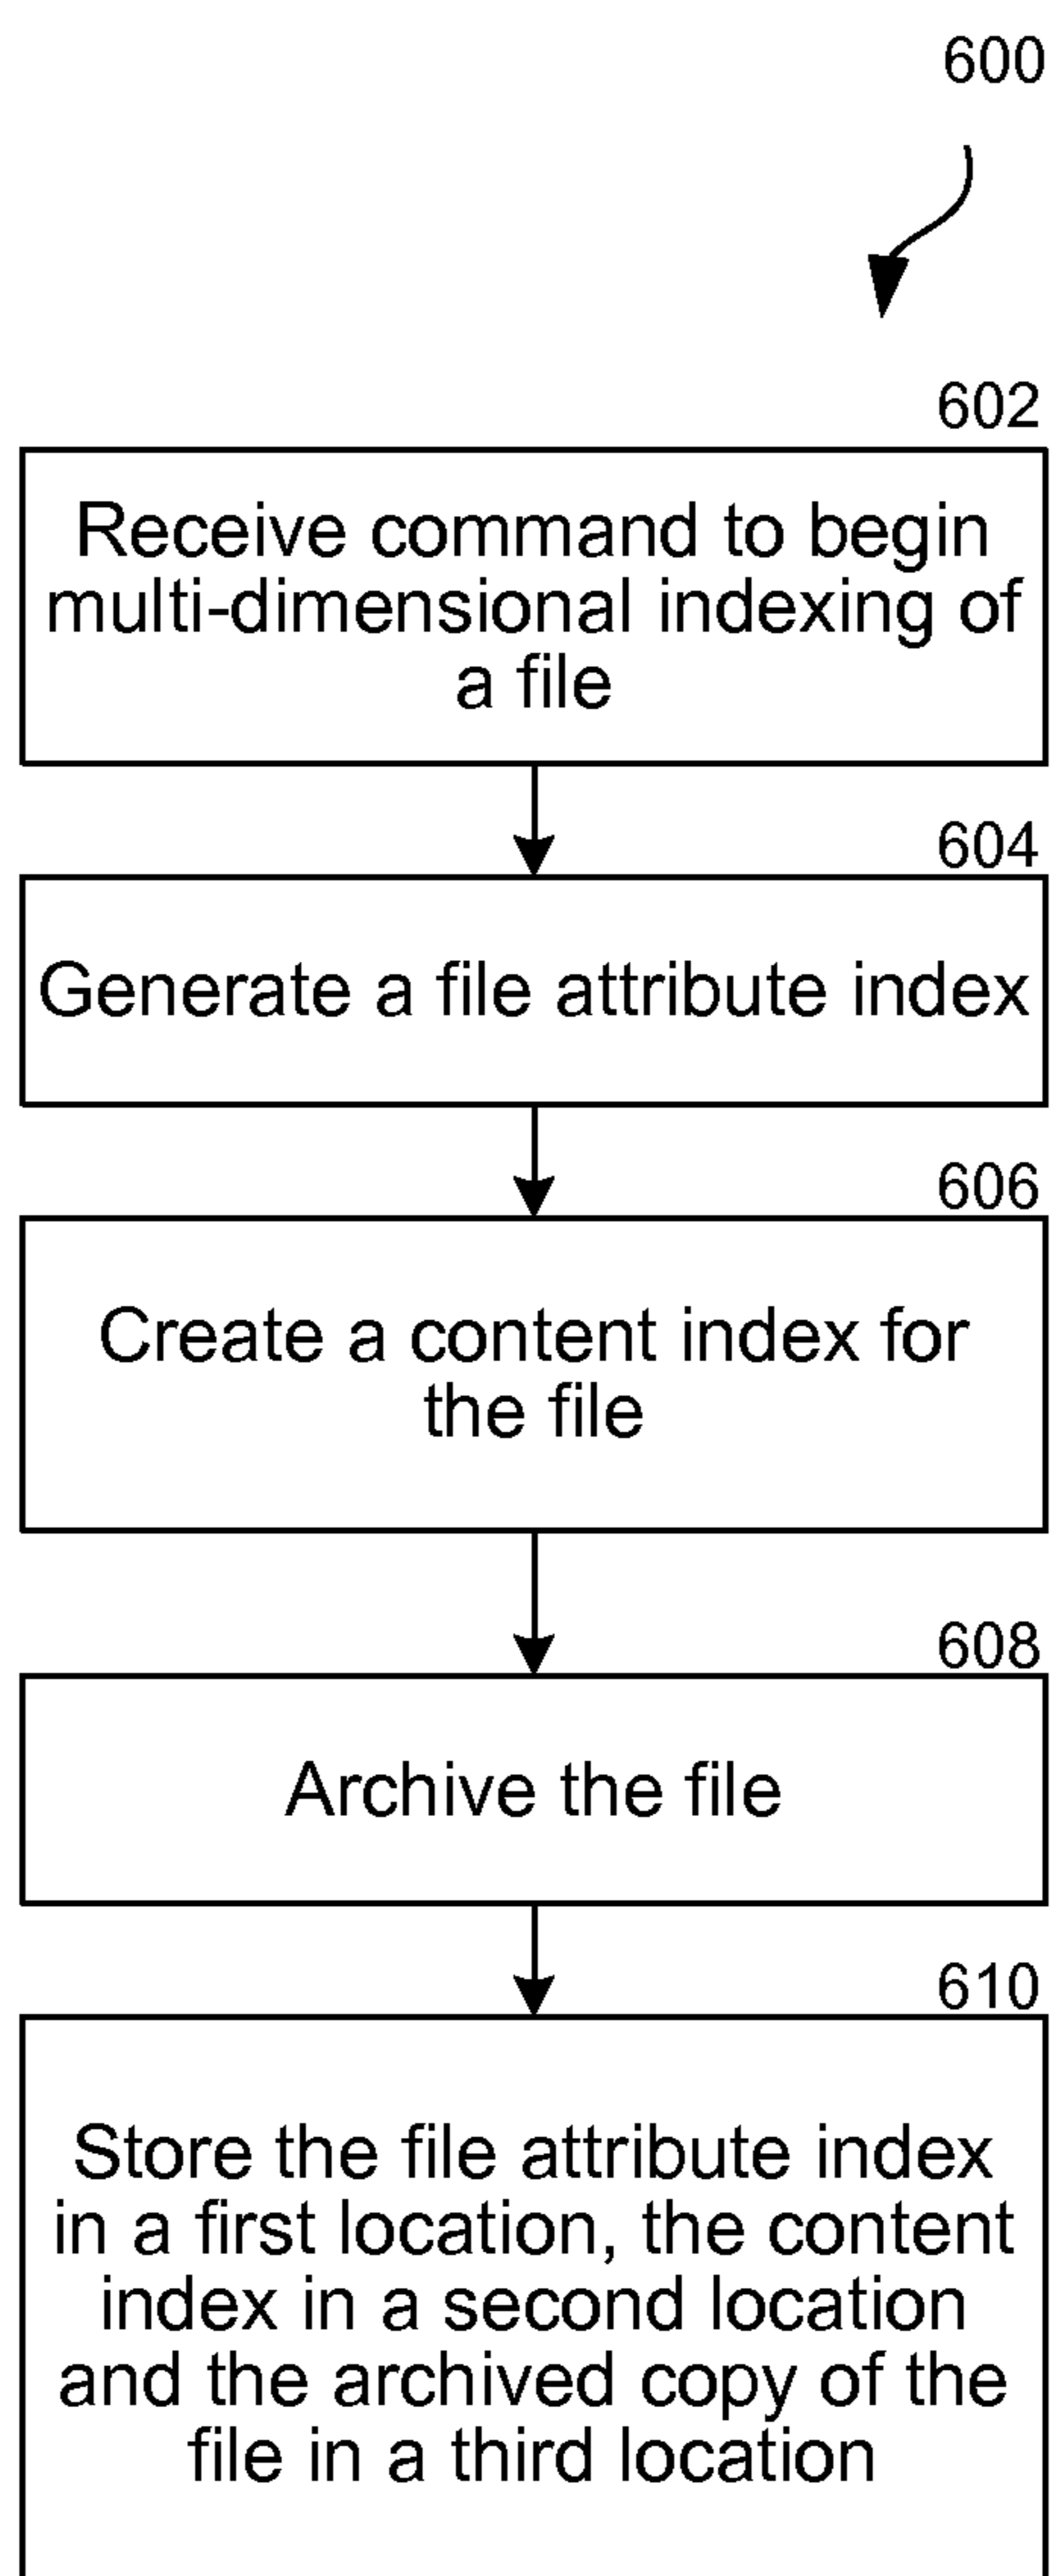 600
602
Receive command to begin
multi-dimensional indexing of
a file
604
Generate a file attribute index
606
Create a content index for
the file
608
Archive the file
610
Store the file attribute index
in a first location, the content
index in a second location
and the archived copy of the
file in a third location